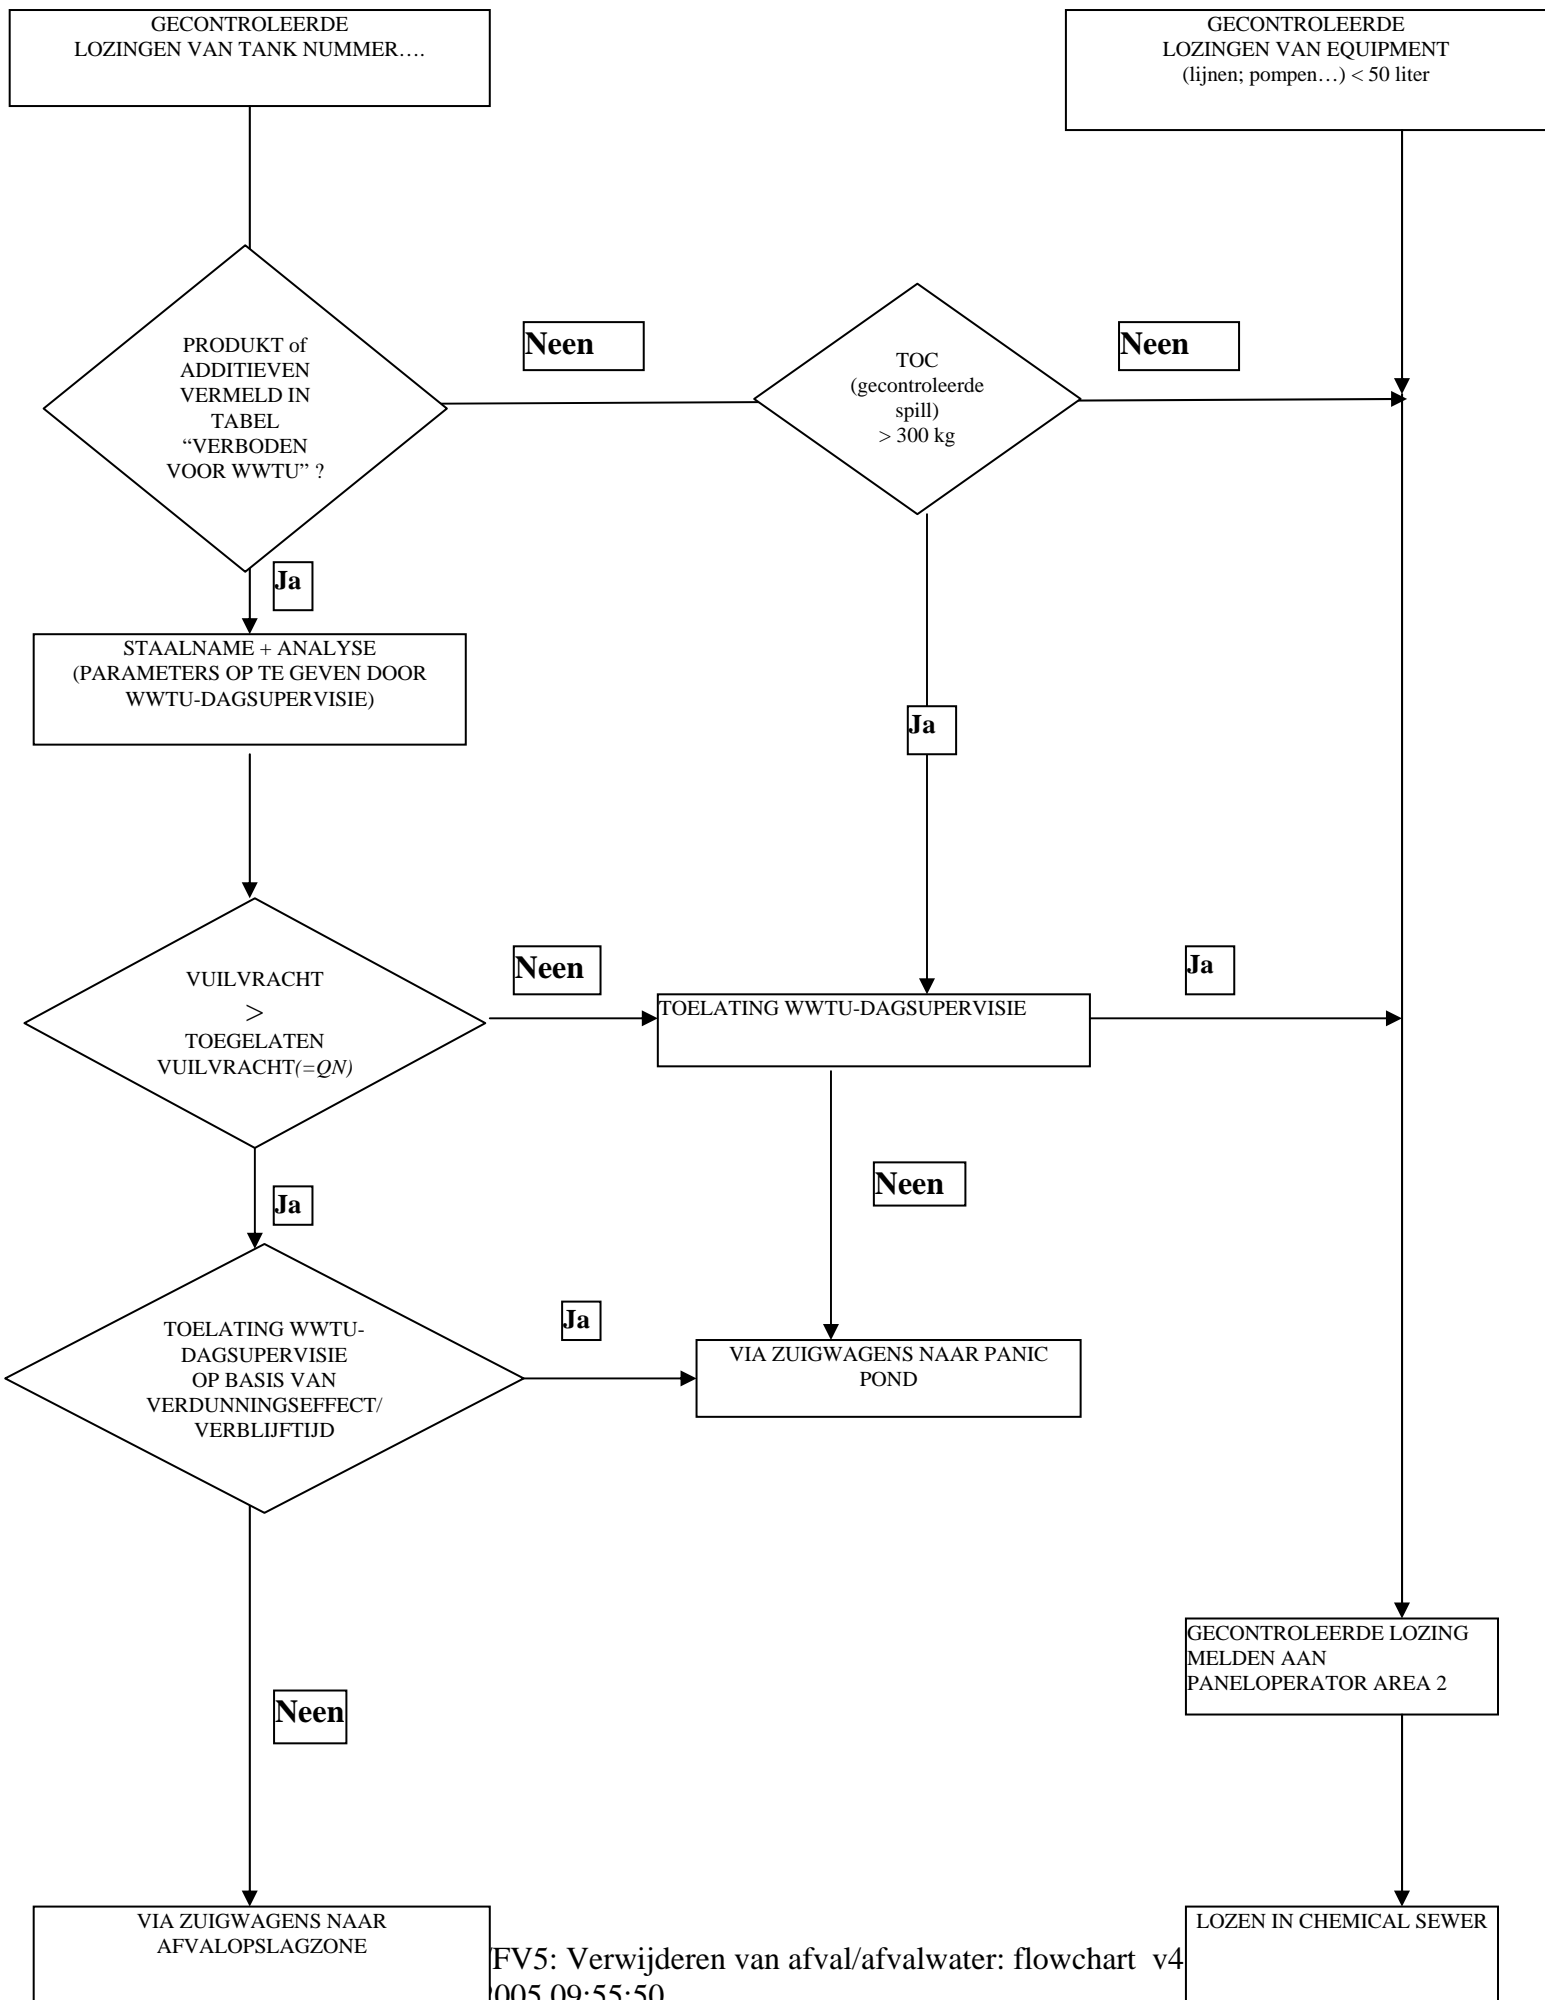 GECONTROLEERDE
LOZINGEN VAN TANK NUMMER….
GECONTROLEERDE
LOZINGEN VAN EQUIPMENT
(lijnen; pompen…) < 50 liter
PRODUKT of
ADDITIEVEN
VERMELD IN
TABEL
“VERBODEN
VOOR WWTU” ?
Neen
TOC
(gecontroleerde
spill)
> 300 kg
Neen
Ja
STAALNAME + ANALYSE
(PARAMETERS OP TE GEVEN DOOR
WWTU-DAGSUPERVISIE)
Ja
VUILVRACHT
>
TOEGELATEN
VUILVRACHT(=QN)
Neen
TOELATING WWTU-DAGSUPERVISIE
Ja
Neen
Ja
TOELATING WWTU-
DAGSUPERVISIE
OP BASIS VAN
VERDUNNINGSEFFECT/
VERBLIJFTIJD
Ja
VIA ZUIGWAGENS NAAR PANIC
POND
GECONTROLEERDE LOZING
MELDEN AAN
PANELOPERATOR AREA 2
Neen
VIA ZUIGWAGENS NAAR
AFVALOPSLAGZONE
LOZEN IN CHEMICAL SEWER
FV5: Verwijderen van afval/afvalwater: flowchart v4
005 09:55:50